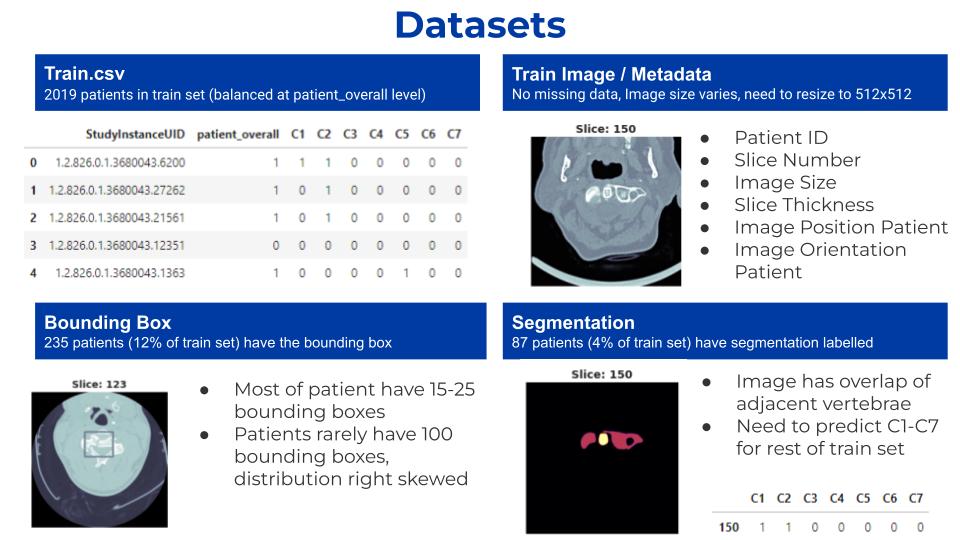 Datasets
Train.csv
2019 patients in train set (balanced at patient_overall level)
StudyInstanceUID patient_overall C1 C2 C3 C4 C5 C6 C7
0 1.2.826.0.1.3680043.6200 1 1 1 0 0 0 0 0
1 1.2.826.0.1.3680043.27262 1 0 1 0 0 0 0 0
2 1.2.826.0.1.3680043.21561 1 0 1 0 0 0 0 0
3 1.2.826.0.1.3680043.12351 0 0 0 0 0 0 0 0
4 1.2.826.0.1.3680043.1363 1 0 0 0 0 1 0 0
Train Image / Metadata
No missing data, Image size varies, need to resize to 512x512
Slice: 150
● Patient ID
● Slice Number
● Image Size
● Slice Thickness
● Image Position Patient
● Image Orientation
Patient
Bounding Box
235 patients (12% of train set) have the bounding box
Slice: 123
● Most of patient have 15-25
bounding boxes
● Patients rarely have 100
bounding boxes,
distribution right skewed
Segmentation
87 patients (4% of train set) have segmentation labelled
Slice: 150
● Image has overlap of
adjacent vertebrae
● Need to predict C1-C7
for rest of train set
C1 C2 C3 C4 C5 C6 C7
150 1 1 0 0 0 0 0